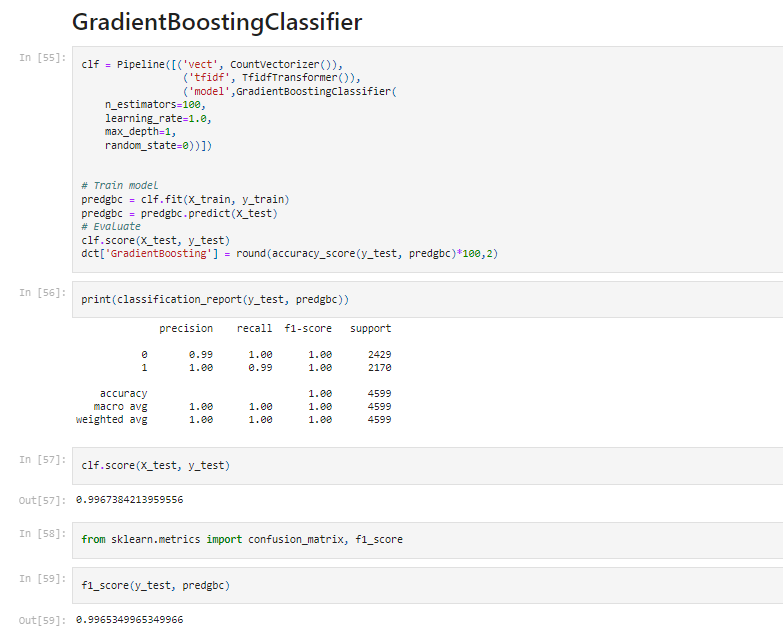 GradientBoostingClassifier
In [55]:
clf = Pipeline([('vect', CountVectorizer()),
('tfidf', TfidfTransformer()),
('model',GradientBoostingClassifier(
n_estimators=100,
learning_rate=1.0,
max_depth=1,
random_state=0))])
# Train model
predgbc = clf.fit(X_train, y_train)
predgbc = predgbc.predict(X_test)
# Evaluate
clf.score(X_test, y_test)
dct['GradientBoosting'] = round(accuracy_score(y_test, predgbc)*100,2)
In [56]:
print(classification_report(y_test, predgbc))
precision recall f1-score support
0 0.99 1.00 1.00 2429
1 1.00 0.99 1.00 2170
accuracy 1.00 4599
macro avg 1.00 1.00 1.00 4599
weighted avg 1.00 1.00 1.00 4599
In [57]:
clf.score(X_test, y_test)
Out[57]: 0.9967384213959556
In [58]:
from sklearn.metrics import confusion_matrix, f1_score
In [59]:
f1_score(y_test, predgbc)
Out[59]: 0.9965349965349966